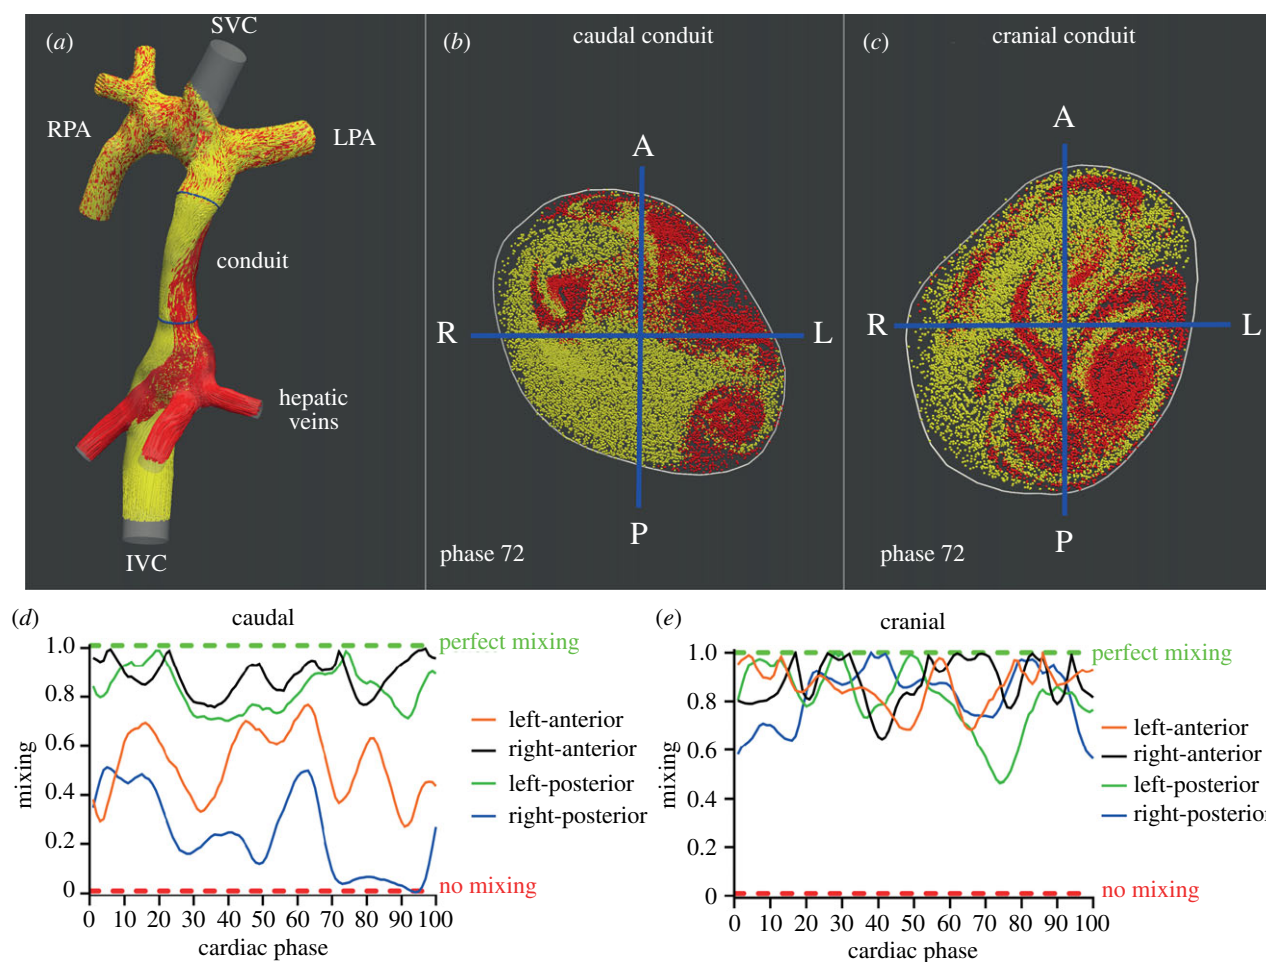 (a)
SVC
RPA
LPA
conduit
hepatic
veins
IVC
(b)
caudal conduit
A
R
L
P
phase 72
(c)
cranial conduit
A
R
L
P
phase 72
(d)
caudal
perfect mixing
1.0
0.8
0.6
0.4
0.2
0
mixing
left-anterior
right-anterior
left-posterior
right-posterior
no mixing
0 10 20 30 40 50 60 70 80 90 100
cardiac phase
(e)
cranial
perfect mixing
1.0
0.8
0.6
0.4
0.2
0
mixing
left-anterior
right-anterior
left-posterior
right-posterio
no mixing
0 10 20 30 40 50 60 70 80 90 100
cardiac phase